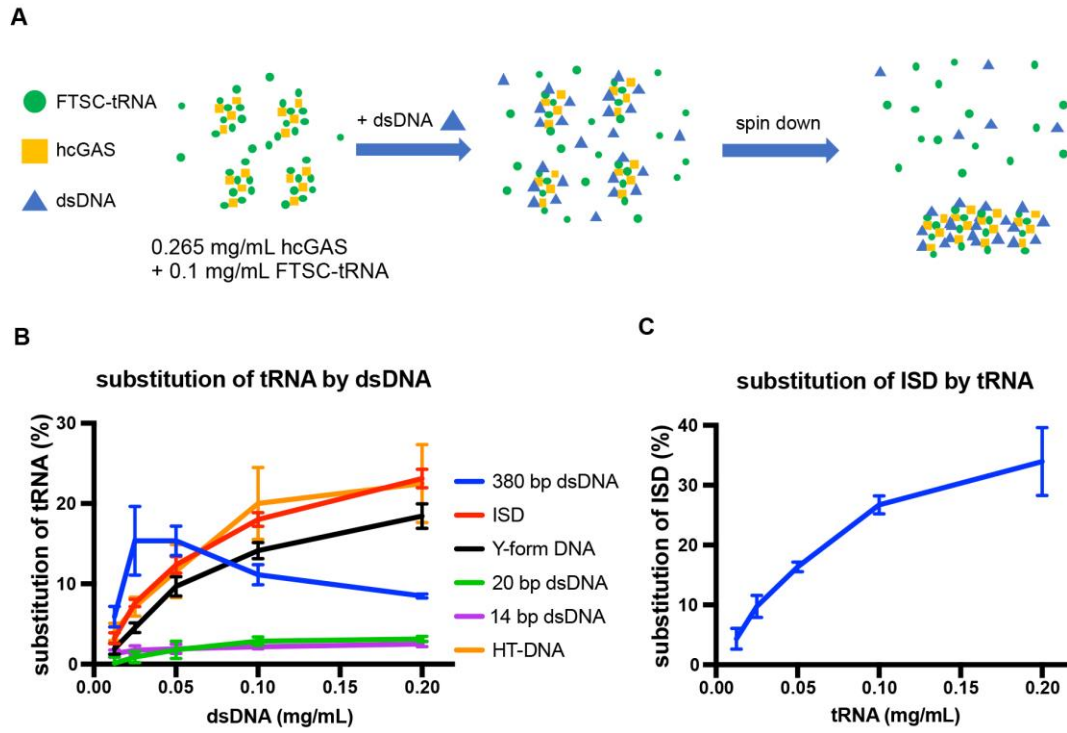 A
FTSC-tRNA
hcGAS
dsDNA
+ dsDNA
spin down
0.265 mg/mL hcGAS
+ 0.1 mg/mL FTSC-tRNA
B
substitution of tRNA by dsDNA
substitution of tRNA (%)
30
20
10
0
0.00
0.05
0.10
0.15
0.20
dsDNA (mg/mL)
380 bp dsDNA
ISD
Y-form DNA
20 bp dsDNA
14 bp dsDNA
HT-DNA
C
substitution of ISD by tRNA
substitution of ISD (%)
40
30
20
10
0
0.00
0.05
0.10
0.15
0.20
tRNA (mg/mL)